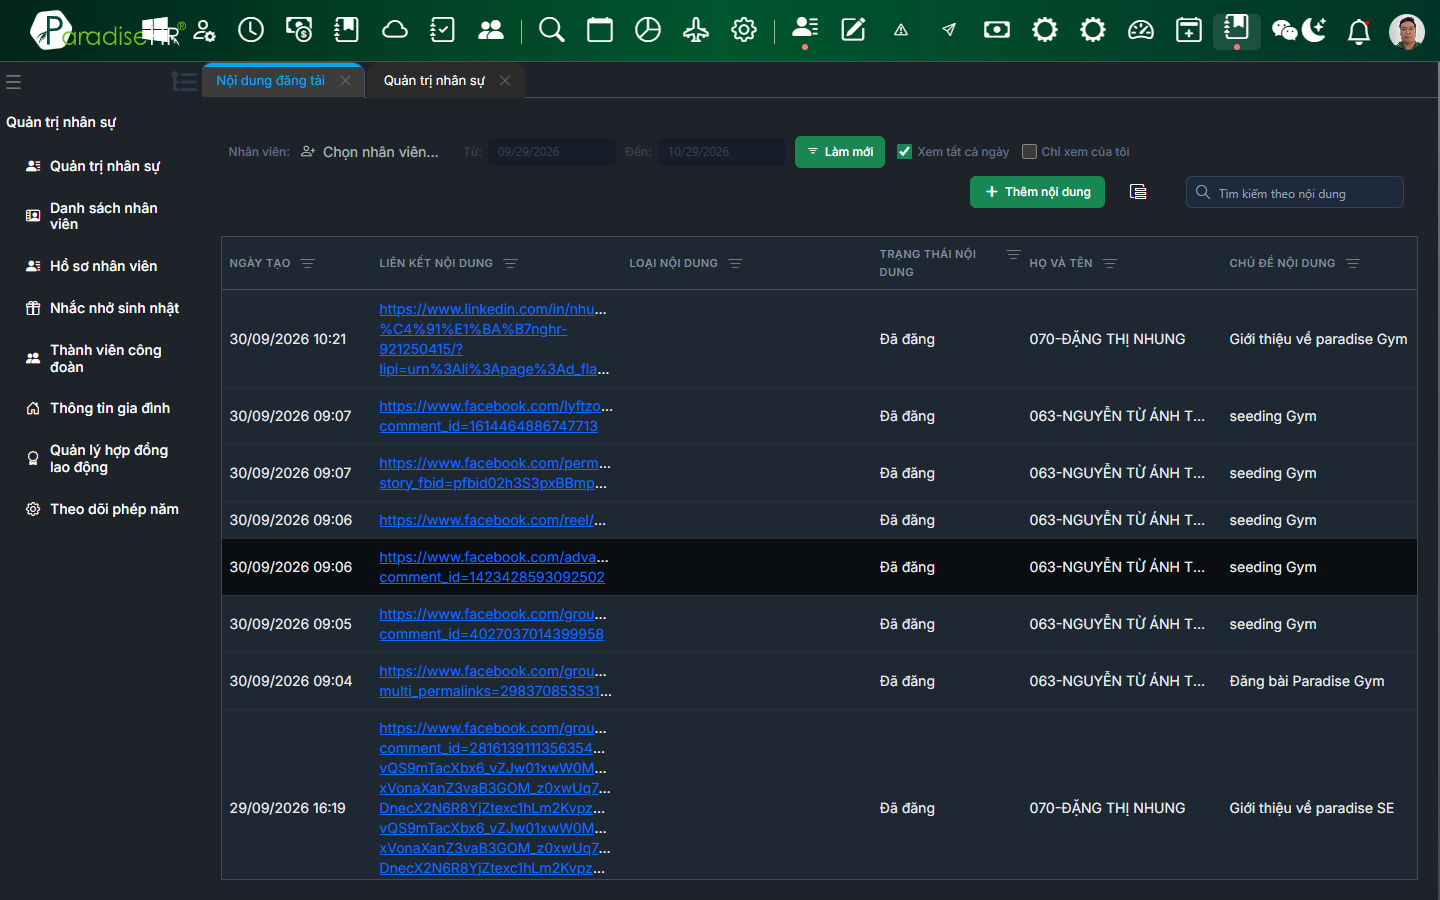 ParadiseHR®
Nội dung đăng tải
Quản trị nhân sự
Quản trị nhân sự
Quản trị nhân sự
Danh sách nhân
viên
Hồ sơ nhân viên
Nhắc nhở sinh nhật
Thành viên công
đoàn
Thông tin gia đình
Quản lý hợp đồng
lao động
Theo dõi phép năm
Nhân viên: Chọn nhân viên... Từ: 09/29/2026 Đến: 10/29/2026 Làm mới Xem tất cả ngày Chỉ xem của tôi
Thêm nội dung Tìm kiếm theo nội dung
NGÀY TẠO LIÊN KẾT NỘI DUNG LOẠI NỘI DUNG TRẠNG THÁI NỘI DUNG HỌ VÀ TÊN CHỦ ĐỀ NỘI DUNG
30/09/2026 10:21
https://www.linkedin.com/in/nhu...
%C4%91%E1%BA%B7nghr-
921250415/?
lipi=urn%3Ali%3Apage%3Ad_fla...
Đã đăng 070-ĐẶNG THỊ NHUNG Giới thiệu về paradise Gym
30/09/2026 09:07
https://www.facebook.com/lyftzo...
comment_id=1614464886747713
Đã đăng 063-NGUYỄN TỪ ÁNH T... seeding Gym
30/09/2026 09:07
https://www.facebook.com/perm...
story_fbid=pfbid02h3S3pxBBmp...
Đã đăng 063-NGUYỄN TỪ ÁNH T... seeding Gym
30/09/2026 09:06 https://www.facebook.com/reel/... Đã đăng 063-NGUYỄN TỪ ÁNH T... seeding Gym
30/09/2026 09:06
https://www.facebook.com/adva...
comment_id=1423428593092502
Đã đăng 063-NGUYỄN TỪ ÁNH T... seeding Gym
30/09/2026 09:05
https://www.facebook.com/grou...
comment_id=4027037014399958
Đã đăng 063-NGUYỄN TỪ ÁNH T... seeding Gym
30/09/2026 09:04
https://www.facebook.com/grou...
multi_permalinks=298370853531...
Đã đăng 063-NGUYỄN TỪ ÁNH T... Đăng bài Paradise Gym
29/09/2026 16:19
https://www.facebook.com/grou...
comment_id=2816139111356354...
vQS9mTacXbx6_vZJw01xwW0M...
xVonaXanZ3vaB3GOM_z0xwUq7...
DnecX2N6R8YjZtexc1hLm2Kvpz...
vQS9mTacXbx6_vZJw01xwW0M...
xVonaXanZ3vaB3GOM_z0xwUq7...
DnecX2N6R8YjZtexc1hLm2Kvpz...
Đã đăng 070-ĐẶNG THỊ NHUNG Giới thiệu về paradise SE